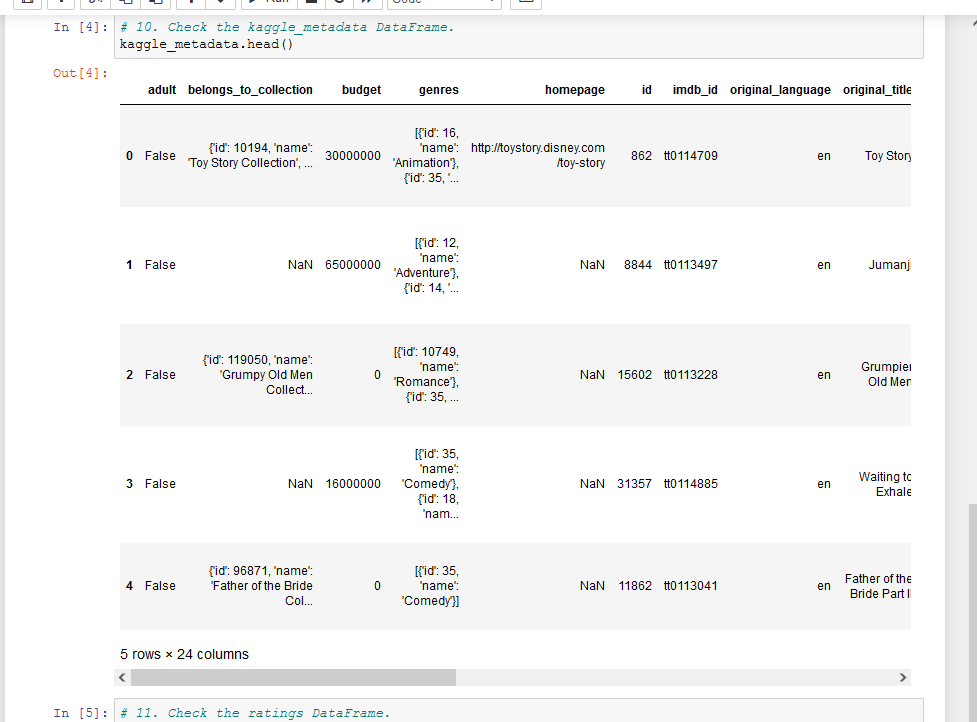 In [4]: # 10. Check the kaggle_metadata DataFrame.
kaggle_metadata.head()
Out[4]:
adult belongs_to_collection budget genres homepage id imdb_id original_language original_title
0 False {'id': 10194, 'name': 'Toy Story Collection', ... 30000000 [{'id': 16, 'name': 'Animation'}, {'id': 35, '... http://toystory.disney.com/toy-story 862 tt0114709 en Toy Story
1 False NaN 65000000 [{'id': 12, 'name': 'Adventure'}, {'id': 14, '... NaN 8844 tt0113497 en Jumanji
2 False {'id': 119050, 'name': 'Grumpy Old Men Collect... 0 [{'id': 10749, 'name': 'Romance'}, {'id': 35, ... NaN 15602 tt0113228 en Grumpier Old Men
3 False NaN 16000000 [{'id': 35, 'name': 'Comedy'}, {'id': 18, 'nam... NaN 31357 tt0114885 en Waiting to Exhale
4 False {'id': 96871, 'name': 'Father of the Bride Col... 0 [{'id': 35, 'name': 'Comedy'}] NaN 11862 tt0113041 en Father of the Bride Part II
5 rows × 24 columns
In [5]: # 11. Check the ratings DataFrame.